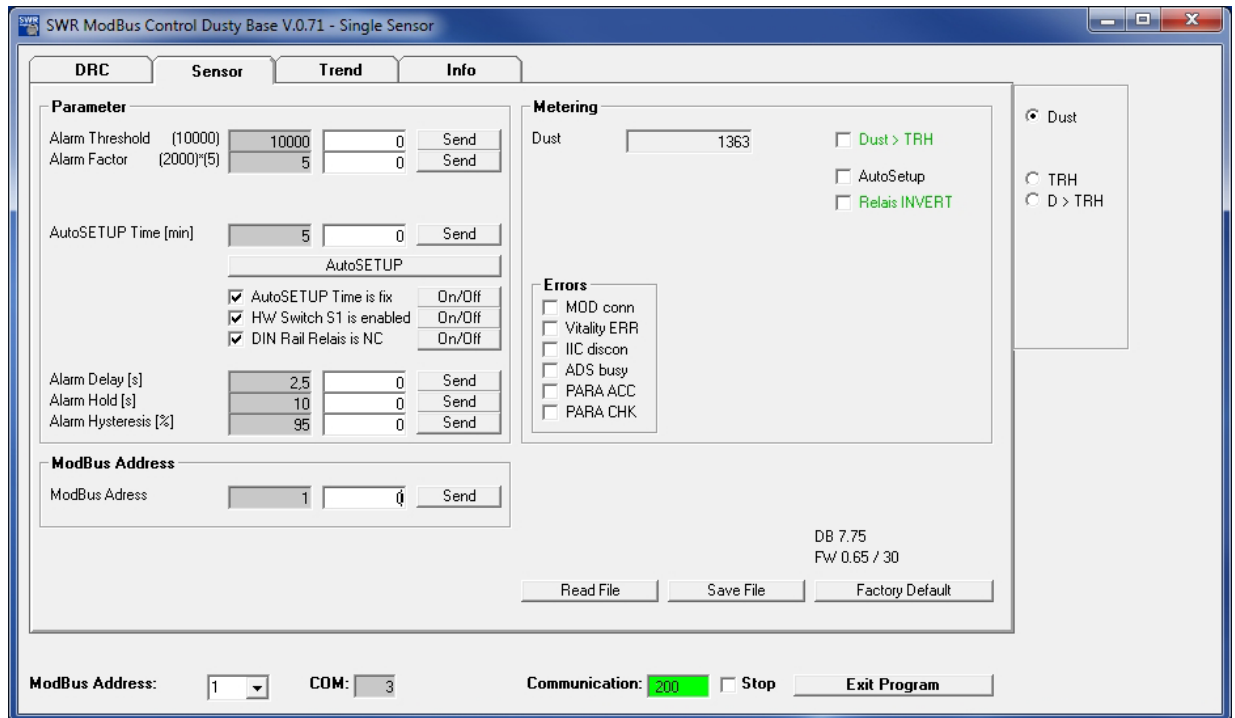 SWR ModBus Control Dusty Base V.0.71 - Single Sensor
DRC Sensor Trend Info
Parameter
Alarm Threshold (10000) 10000 0 Send
Alarm Factor (2000)*(5) 5 0 Send
AutoSETUP Time [min] 5 0 Send
AutoSETUP
AutoSETUP Time is fix On/Off
HW Switch S1 is enabled On/Off
DIN Rail Relais is NC On/Off
Alarm Delay [s] 2,5 0 Send
Alarm Hold [s] 10 0 Send
Alarm Hysteresis [%] 95 0 Send
ModBus Address
ModBus Adress 1 0 Send
Metering
Dust 1363
Dust > TRH
AutoSetup
Relais INVERT
Errors
MOD conn
Vitality ERR
IIC discon
ADS busy
PARA ACC
PARA CHK
DB 7.75
FW 0.65 / 30
Read File Save File Factory Default
Dust
TRH
D > TRH
ModBus Address: 1 COM: 3 Communication: 200 Stop Exit Program